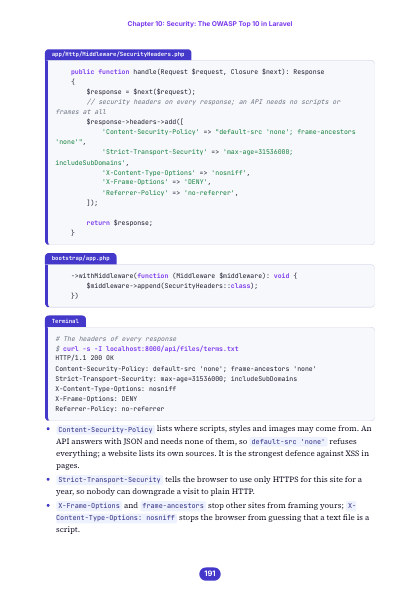 Chapter 10: Security: The OWASP Top 10 in Laravel
app/Http/Middleware/SecurityHeaders.php
public function handle(Request $request, Closure $next): Response
{
$response = $next($request);
// security headers on every response; an API needs no scripts or
frames at all
$response->headers->add([
'Content-Security-Policy' => "default-src 'none'; frame-ancestors
'none'",
'Strict-Transport-Security' => 'max-age=31536000;
includeSubDomains',
'X-Content-Type-Options' => 'nosniff',
'X-Frame-Options' => 'DENY',
'Referrer-Policy' => 'no-referrer',
]);
return $response;
}
bootstrap/app.php
->withMiddleware(function (Middleware $middleware): void {
$middleware->append(SecurityHeaders::class);
})
Terminal
# The headers of every response
$ curl -s -I localhost:8000/api/files/terms.txt
HTTP/1.1 200 OK
Content-Security-Policy: default-src 'none'; frame-ancestors 'none'
Strict-Transport-Security: max-age=31536000; includeSubDomains
X-Content-Type-Options: nosniff
X-Frame-Options: DENY
Referrer-Policy: no-referrer
• Content-Security-Policy lists where scripts, styles and images may come from. An
API answers with JSON and needs none of them, so default-src 'none' refuses
everything; a website lists its own sources. It is the strongest defence against XSS in
pages.
• Strict-Transport-Security tells the browser to use only HTTPS for this site for a
year, so nobody can downgrade a visit to plain HTTP.
• X-Frame-Options and frame-ancestors stop other sites from framing yours; X-
Content-Type-Options: nosniff stops the browser from guessing that a text file is a
script.
191